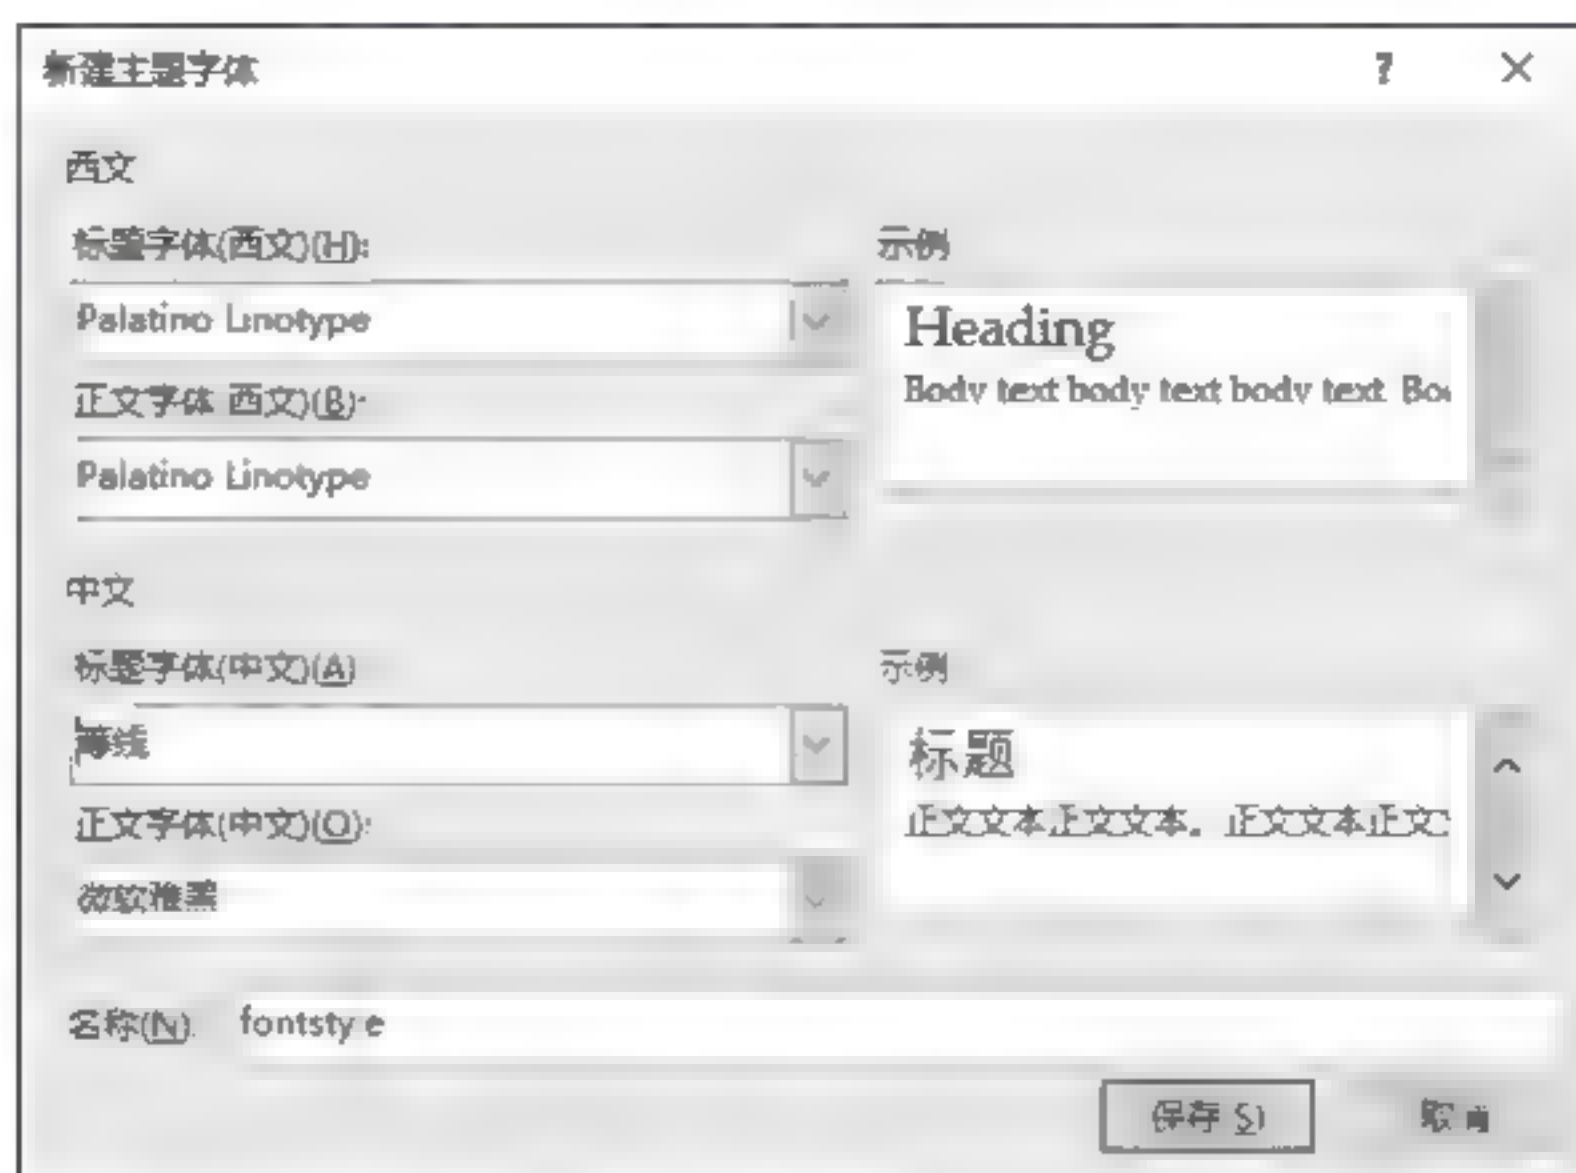 新建主题字体
西文
标题字体(西文)(H):
示例
Palatino Linotype
Heading
Body text body text body text. Bo
正文字体(西文)(B):
Palatino Linotype
中文
标题字体(中文)(A)
示例
等线
标题
正文文本正文文本。正文文本正文
正文字体(中文)(O):
微软雅黑
名称(N) fontstyle
保存(S)
取消